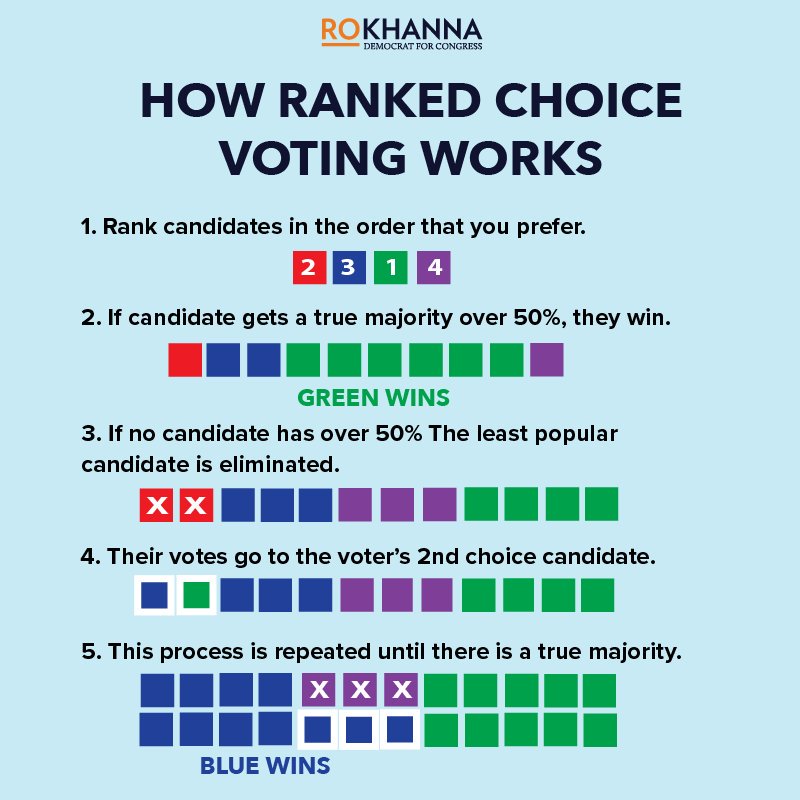 ROKHANNA
DEMOCRAT FOR CONGRESS
HOW RANKED CHOICE
VOTING WORKS
1. Rank candidates in the order that you prefer.
2 3 1 4
2. If candidate gets a true majority over 50%, they win.
GREEN WINS
3. If no candidate has over 50% The least popular
candidate is eliminated.
X X
4. Their votes go to the voter’s 2nd choice candidate.
5. This process is repeated until there is a true majority.
X X X
BLUE WINS